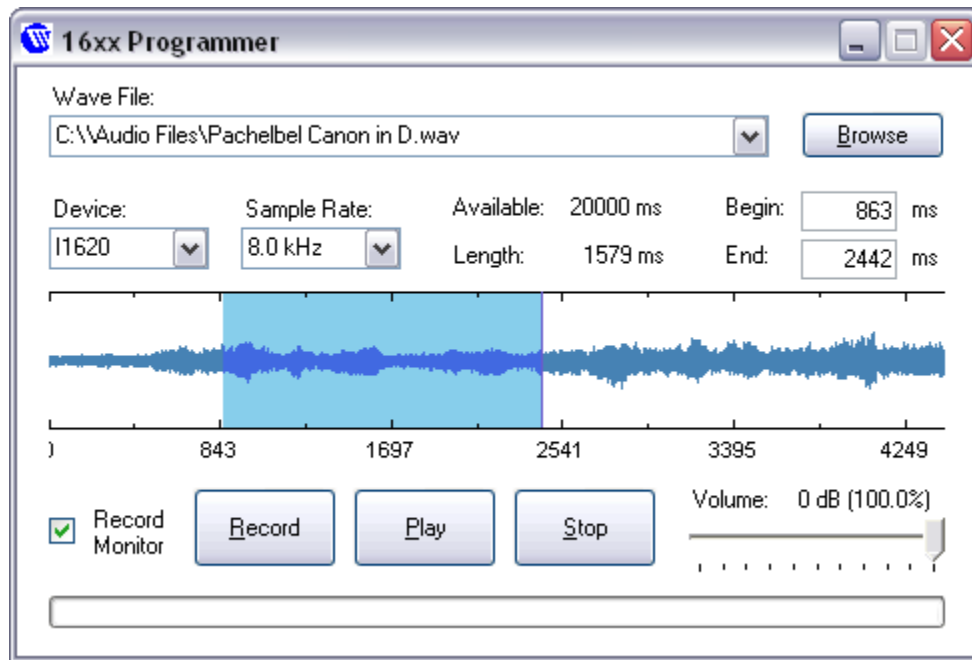 16xx Programmer
Wave File:
C:\\Audio Files\Pachelbel Canon in D.wav
Browse
Device: Sample Rate: Available: 20000 ms Begin: 863 ms
I1620 8.0 kHz Length: 1579 ms End: 2442 ms
0 843 1697 2541 3395 4249
Volume: 0 dB (100.0%)
Record Monitor
Record Play Stop